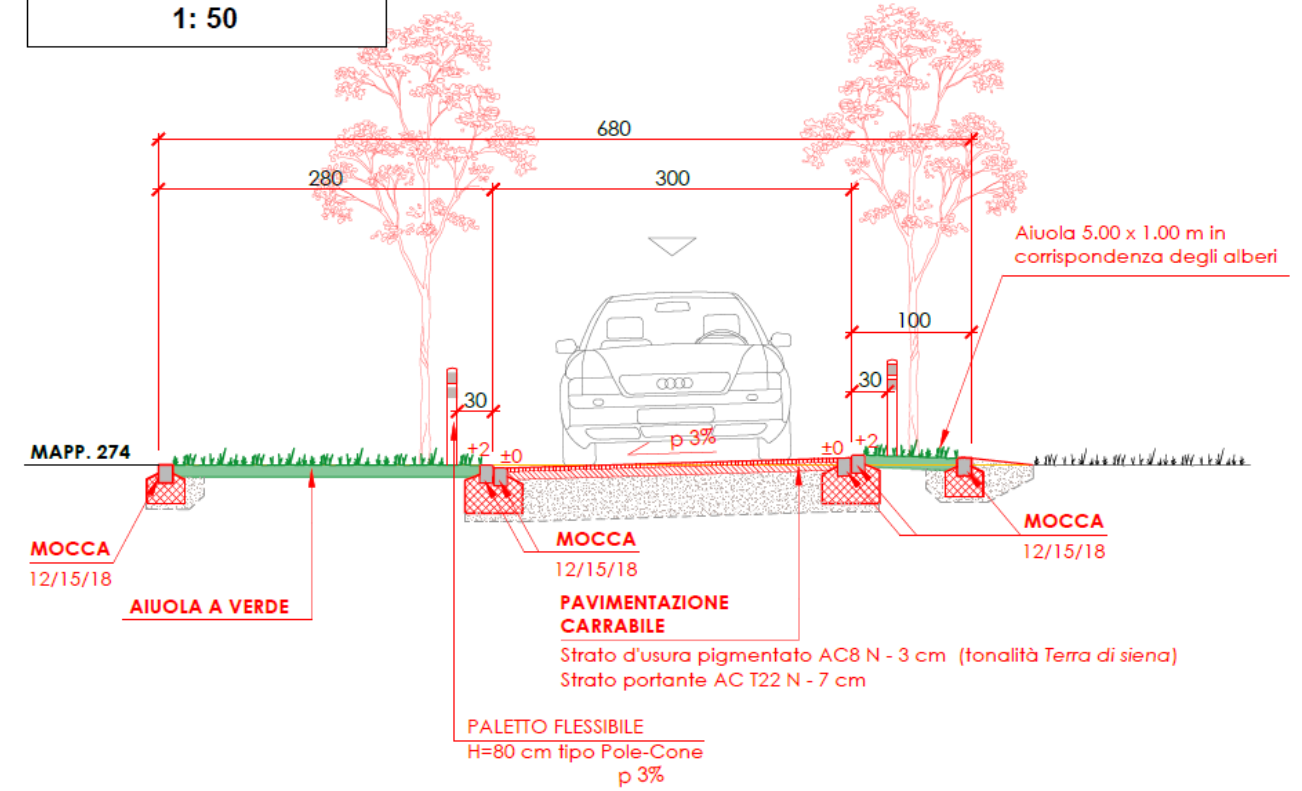 1: 50
680
280
300
Aiuola 5.00 x 1.00 m in
corrispondenza degli alberi
100
30
30
MAPP. 274
+2
±0
p 3%
±0
+2
MOCCA
12/15/18
MOCCA
12/15/18
MOCCA
12/15/18
AIUOLA A VERDE
PAVIMENTAZIONE
CARRABILE
Strato d'usura pigmentato AC8 N - 3 cm (tonalità Terra di siena)
Strato portante AC T22 N - 7 cm
PALETTO FLESSIBILE
H=80 cm tipo Pole-Cone
p 3%